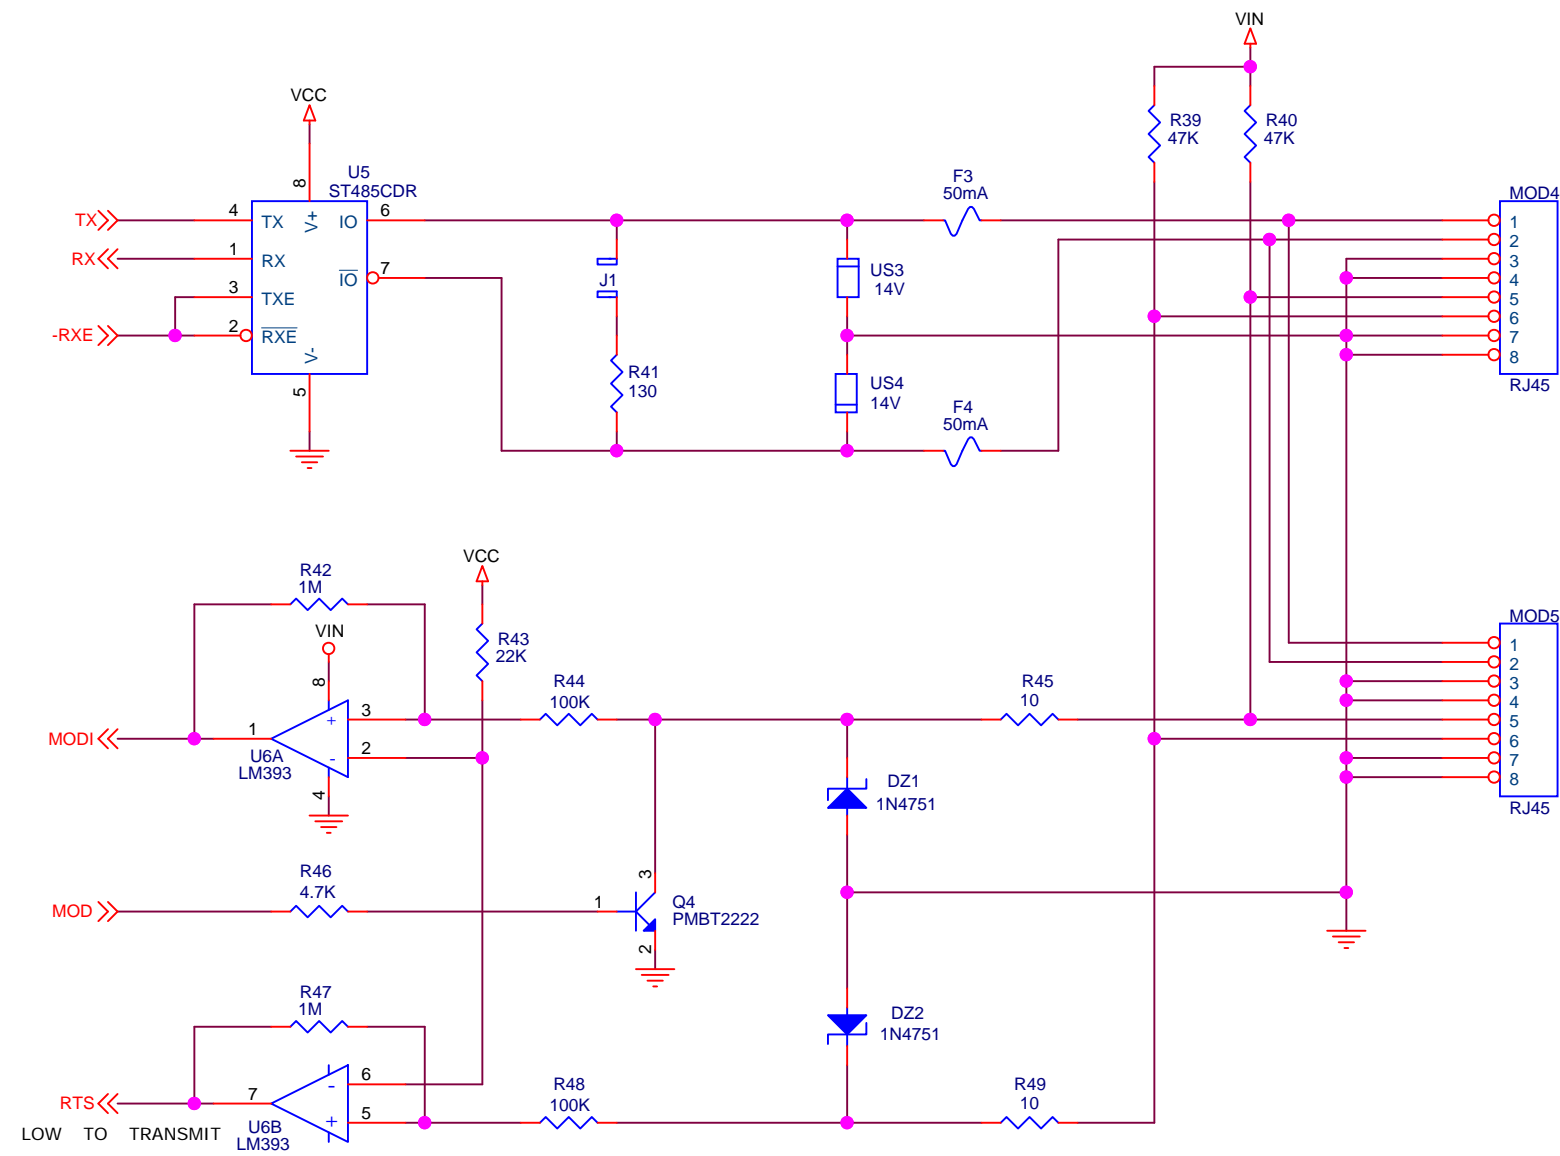 VIN
VCC
R39
47K
R40
47K
U5
ST485CDR
F3
50mA
MOD4
8
TX
4
TX
V+
IO
6
1
2
3
4
5
6
7
8
RJ45
RX
1
RX
IO
7
3
TXE
-RXE
2
RXE
V-
5
J1
US3
14V
R41
130
US4
14V
F4
50mA
VCC
R42
1M
VIN
8
R43
22K
R44
100K
R45
10
MOD5
1
2
3
4
5
6
7
8
RJ45
MODI
1
+
3
-
2
U6A
LM393
4
DZ1
1N4751
R46
4.7K
MOD
1
3
Q4
PMBT2222
2
R47
1M
DZ2
1N4751
RTS
7
-
6
+
5
U6B
LM393
R48
100K
R49
10
LOW TO TRANSMIT